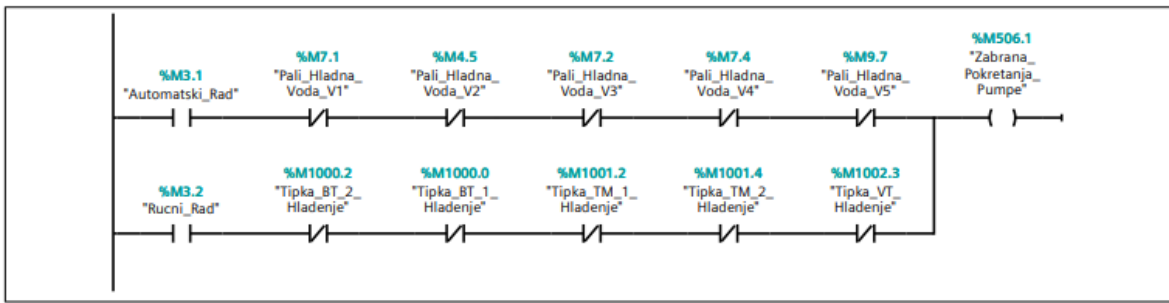 %M3.1
"Automatski_Rad"
%M7.1
"Pali_Hladna_
Voda_V1"
%M4.5
"Pali_Hladna_
Voda_V2"
%M7.2
"Pali_Hladna_
Voda_V3"
%M7.4
"Pali_Hladna_
Voda_V4"
%M9.7
"Pali_Hladna_
Voda_V5"
%M506.1
"Zabrana_
Pokretanja_
Pumpe"
%M3.2
"Rucni_Rad"
%M1000.2
"Tipka_BT_2_
Hladenje"
%M1000.0
"Tipka_BT_1_
Hladenje"
%M1001.2
"Tipka_TM_1_
Hladenje"
%M1001.4
"Tipka_TM_2_
Hladenje"
%M1002.3
"Tipka_VT_
Hladenje"